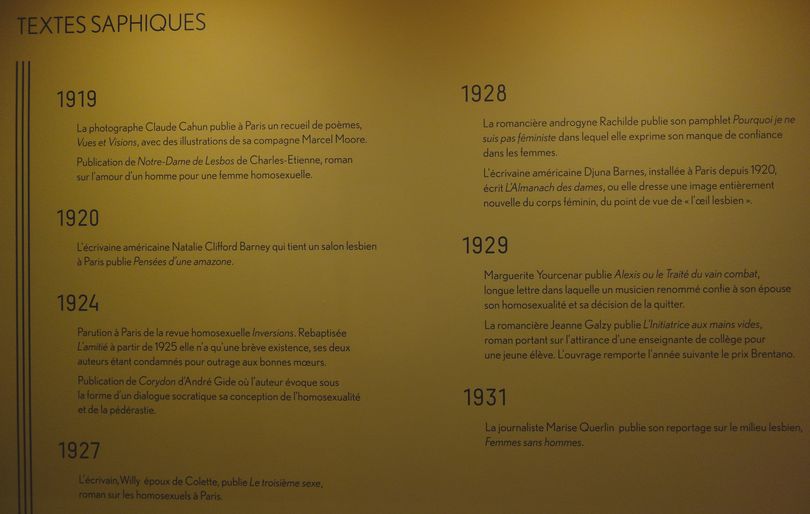 TEXTES SAPHIQUES
1919
La photographe Claude Cahun publie à Paris un recueil de poèmes,
Vues et Visions, avec des illustrations de sa compagne Marcel Moore.
Publication de Notre-Dame de Lesbos de Charles-Etienne, roman
sur l'amour d'un homme pour une femme homosexuelle.
1920
L'écrivaine américaine Natalie Clifford Barney qui tient un salon lesbien
à Paris publie Pensées d'une amazone.
1924
Parution à Paris de la revue homosexuelle Inversions. Rebaptisée
L'amitié à partir de 1925 elle n'a qu'une brève existence, ses deux
auteurs étant condamnés pour outrage aux bonnes mœurs.
Publication de Corydon d'André Gide où l'auteur évoque sous
la forme d'un dialogue socratique sa conception de l'homosexualité
et de la pédérastie.
1927
L'écrivain, Willy époux de Colette, publie Le troisième sexe,
roman sur les homosexuels à Paris.
1928
La romancière androgyne Rachilde publie son pamphlet Pourquoi je ne
suis pas féministe dans lequel elle exprime son manque de confiance
dans les femmes.
L'écrivaine américaine Djuna Barnes, installée à Paris depuis 1920,
écrit L'Almanach des dames, ou elle dresse une image entièrement
nouvelle du corps féminin, du point de vue de « l'œil lesbien ».
1929
Marguerite Yourcenar publie Alexis ou le Traité du vain combat,
longue lettre dans laquelle un musicien renommé confie à son épouse
son homosexualité et sa décision de la quitter.
La romancière Jeanne Galzy publie L'Initiatrice aux mains vides,
roman portant sur l'attirance d'une enseignante de collège pour
une jeune élève. L'ouvrage remporte l'année suivante le prix Brentano.
1931
La journaliste Marise Querlin publie son reportage sur le milieu lesbien,
Femmes sans hommes.